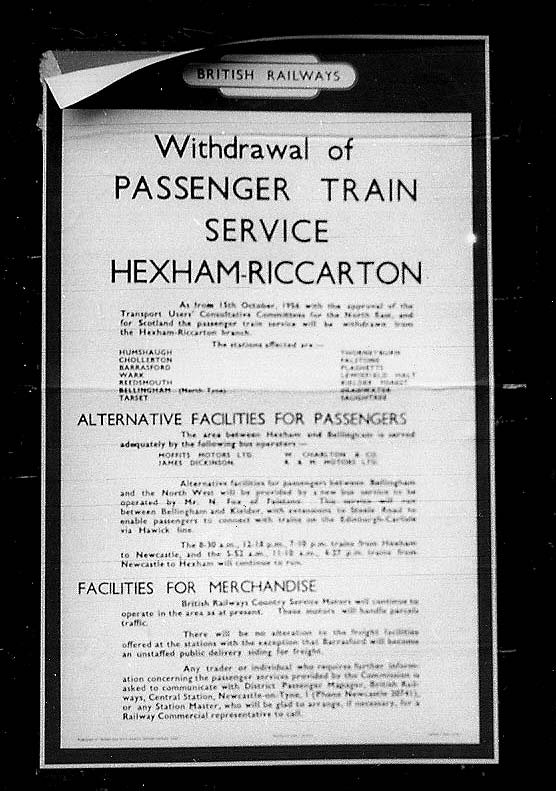 BRITISH RAILWAYS
Withdrawal of
PASSENGER TRAIN
SERVICE
HEXHAM-RICCARTON
As from 15th October, 1956 with the approval of the
Transport Users' Consultative Committees for the North East, and
for Scotland the passenger train service will be withdrawn from
the Hexham-Riccarton branch.
The stations affected are —
HUMSHAUGH THORNEYBURN
CHOLLERTON FALSTONE
BARRASFORD PLASHETTS
WARK LEWIEFIELD HALT
REEDSMOUTH KIELDER FOREST
BELLINGHAM (North Tyne) DEADWATER
TARSET SAUGHTREE
ALTERNATIVE FACILITIES FOR PASSENGERS
The area between Hexham and Bellingham is served
adequately by the following bus operators —
MOFFITS MOTORS LTD. W. CHARLTON & CO.
JAMES DICKINSON. & MOTORS LTD.
Alternative facilities for passengers between Bellingham
and the North West will be provided by a new bus service to be
operated by Mr. N Fox of Falstone. This service will run
between Bellingham and Kielder, with extensions to Steele Road to
enable passengers to connect with trains on the Edinburgh-Carlisle
via Hawick line.
The 8-30 a.m., 12-14 p.m., 7-10 p.m. trains from Hexham
to Newcastle, and the 5-52 a.m., 11-10 a.m., 4-27 p.m. trains from
Newcastle to Hexham will continue to run.
FACILITIES FOR MERCHANDISE
British Railways Country Service Motors will continue to
operate in the area as at present. These motors will handle parcels
traffic.
There will be no alteration to the freight facilities
offered at the stations with the exception that Barrasford will become
an unstaffed public delivery siding for freight.
Any trader or individual who requires further inform-
ation concerning the passenger services provided by the Commission is
asked to communicate with District Passenger Manager, British Rail-
ways, Central Station, Newcastle-on-Tyne, 1 (Phone Newcastle 20741),
or any Station Master, who will be glad to arrange, if necessary, for a
Railway Commercial representative to call.